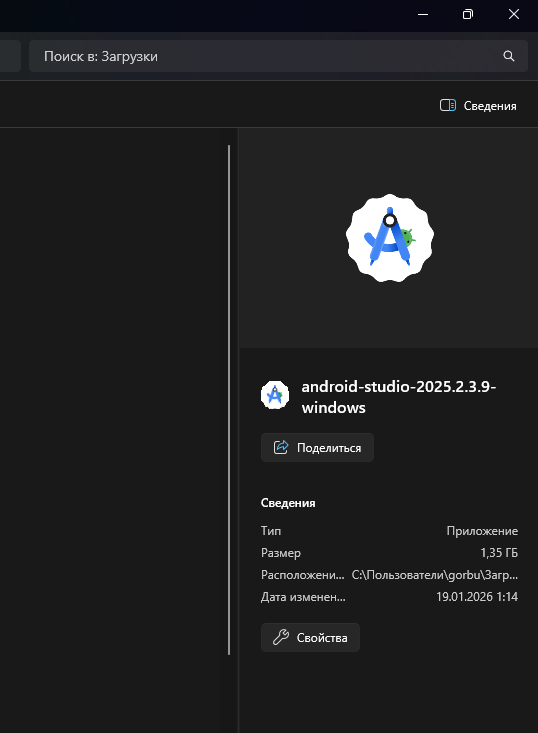 Поиск в: Загрузки
Сведения
android-studio-2025.2.3.9-
windows
Поделиться
Сведения
Тип Приложение
Размер 1,35 ГБ
Расположени... C:\Пользователи\gorbu\Загр...
Дата изменен... 19.01.2026 1:14
Свойства